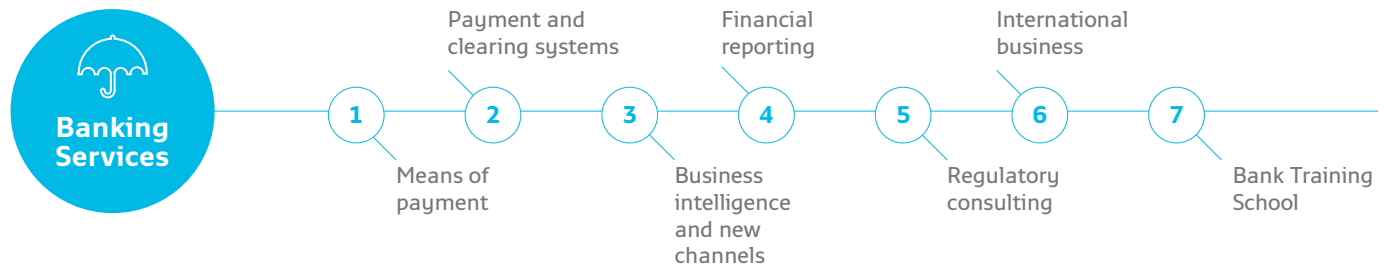 Banking
Services
1
Means of
payment
2
Payment and
clearing systems
3
Business
intelligence
and new
channels
4
Financial
reporting
5
Regulatory
consulting
6
International
business
7
Bank Training
School